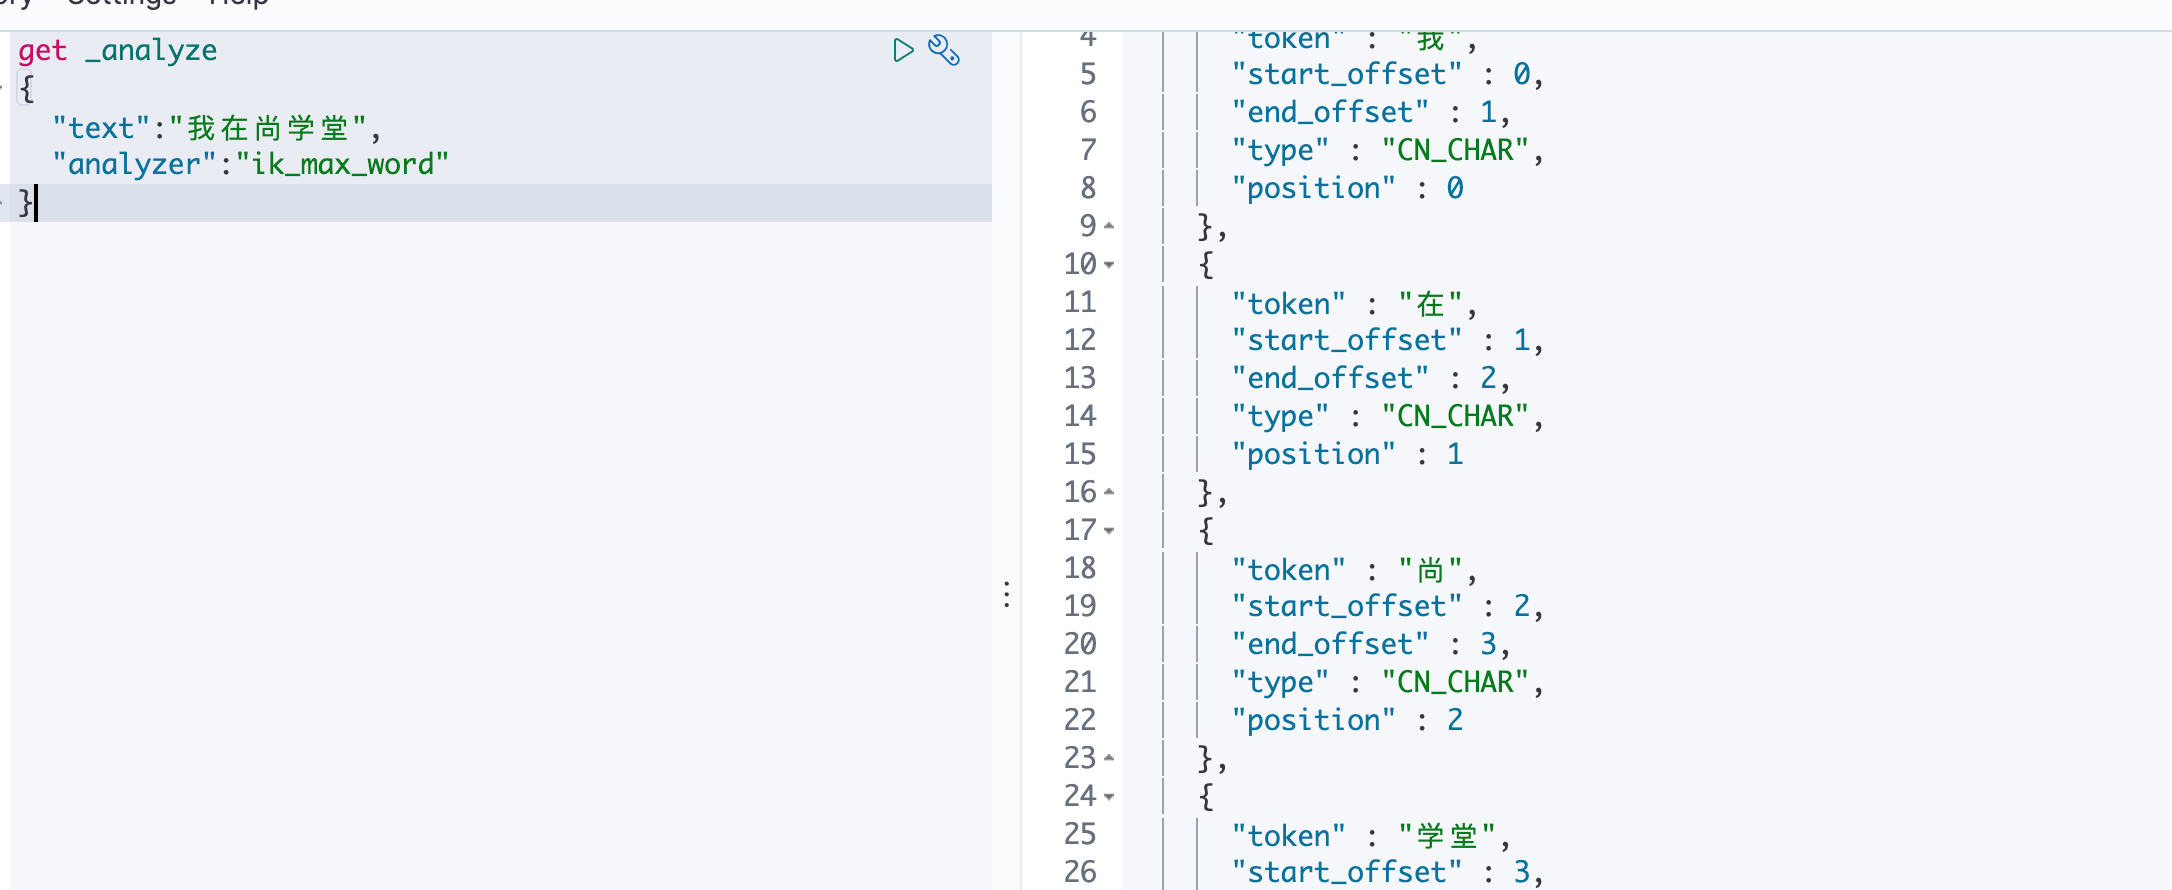 Settings Help
get _analyze
{
"text":"我在尚学堂",
"analyzer":"ik_max_word"
}
4 "token" : "我",
5 "start_offset" : 0,
6 "end_offset" : 1,
7 "type" : "CN_CHAR",
8 "position" : 0
9 },
10 {
11 "token" : "在",
12 "start_offset" : 1,
13 "end_offset" : 2,
14 "type" : "CN_CHAR",
15 "position" : 1
16 },
17 {
18 "token" : "尚",
19 "start_offset" : 2,
20 "end_offset" : 3,
21 "type" : "CN_CHAR",
22 "position" : 2
23 },
24 {
25 "token" : "学堂",
26 "start_offset" : 3,